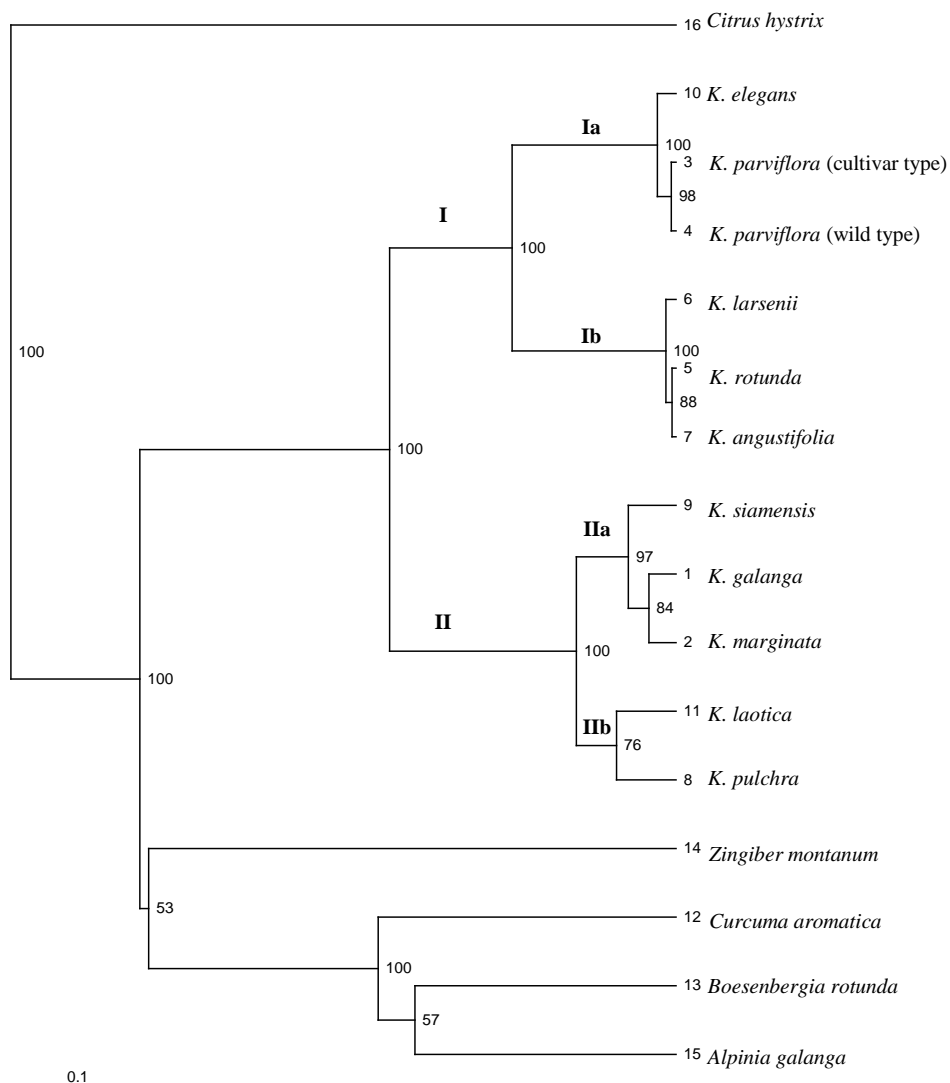 16 Citrus hystrix
10 K. elegans
Ia
100
3 K. parviflora (cultivar type)
98
I
4 K. parviflora (wild type)
100
6 K. larsenii
Ib
100
100
5 K. rotunda
88
7 K. angustifolia
100
9 K. siamensis
IIa
97
1 K. galanga
84
II
2 K. marginata
100
100
11 K. laotica
IIb
76
8 K. pulchra
14 Zingiber montanum
53
12 Curcuma aromatica
100
13 Boesenbergia rotunda
57
15 Alpinia galanga
0.1